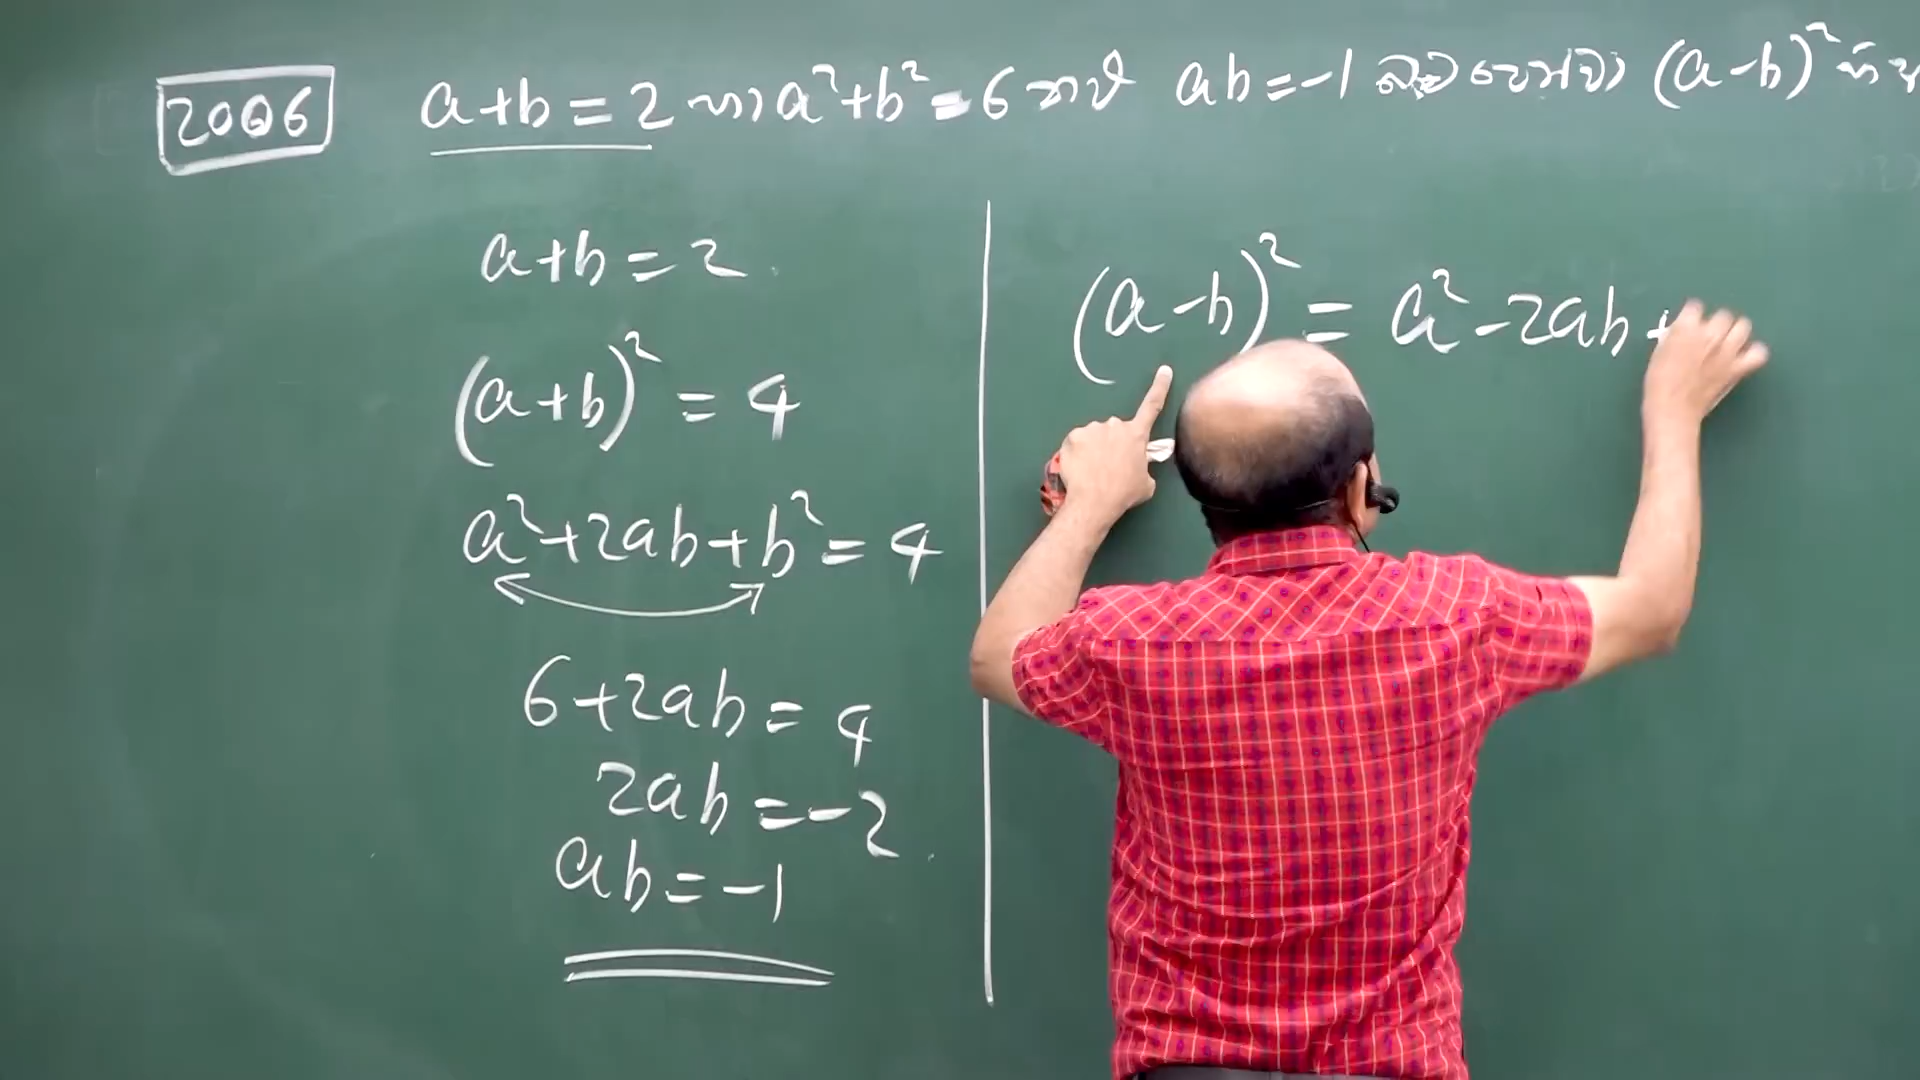 2006
a+b=2 හා a²+b²=6 නම් ab=-1 බව පෙන්වා (a-b)²
a+b=2
(a+b)²=4
a²+2ab+b²=4
6+2ab=4
2ab=-2
ab=-1
(a-b)²=a²-2ab+